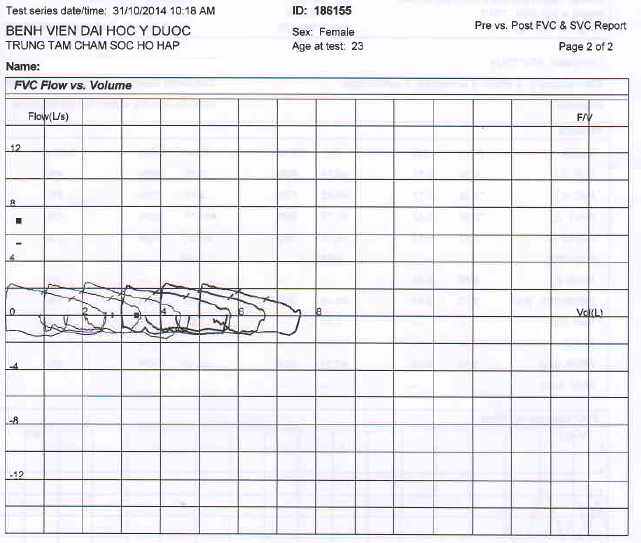 Test series date/time: 31/10/2014 10:18 AM
ID: 186155
BENH VIEN DAI HOC Y DUOC
Sex: Female
Pre vs. Post FVC & SVC Report
TRUNG TAM CHAM SOC HO HAP
Age at test: 23
Page 2 of 2
Name:
FVC Flow vs. Volume
Flow(L/s)
F/V
12
8
4
0 2 4 6 8 Vol(L)
-4
-8
-12